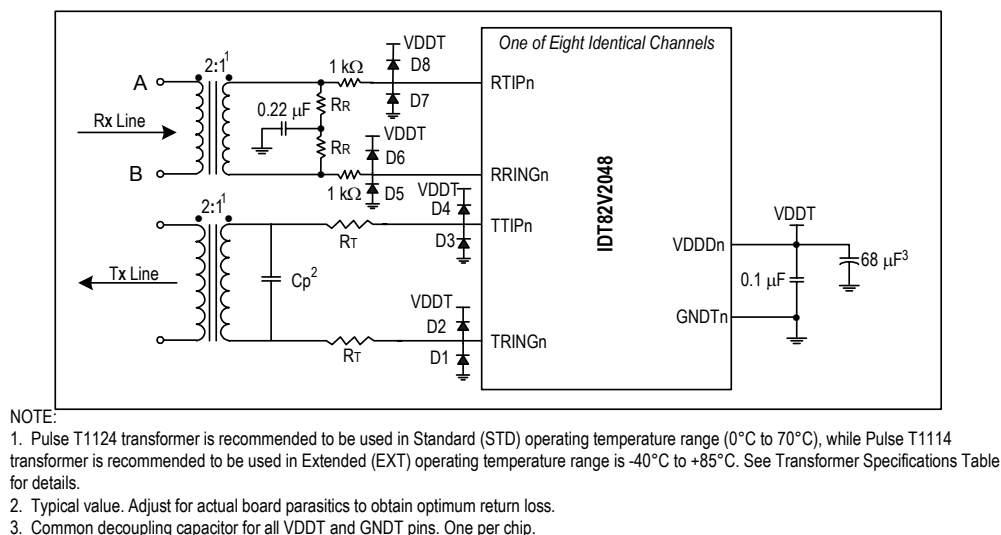 One of Eight Identical Channels
2:1¹
A
B
Rx Line
0.22 μF
RR
RR
1 kΩ
1 kΩ
VDDT
D8
D7
RTIPn
VDDT
D6
D5
RRINGn
2:1¹
Tx Line
Cp²
RT
RT
VDDT
D4
D3
TTIPn
VDDT
D2
D1
TRINGn
IDT82V2048
VDDDn
GNDTn
VDDT
0.1 μF
68 μF³
NOTE:
1. Pulse T1124 transformer is recommended to be used in Standard (STD) operating temperature range (0°C to 70°C), while Pulse T1114
transformer is recommended to be used in Extended (EXT) operating temperature range is -40°C to +85°C. See Transformer Specifications Table
for details.
2. Typical value. Adjust for actual board parasitics to obtain optimum return loss.
3. Common decoupling capacitor for all VDDT and GNDT pins. One per chip.